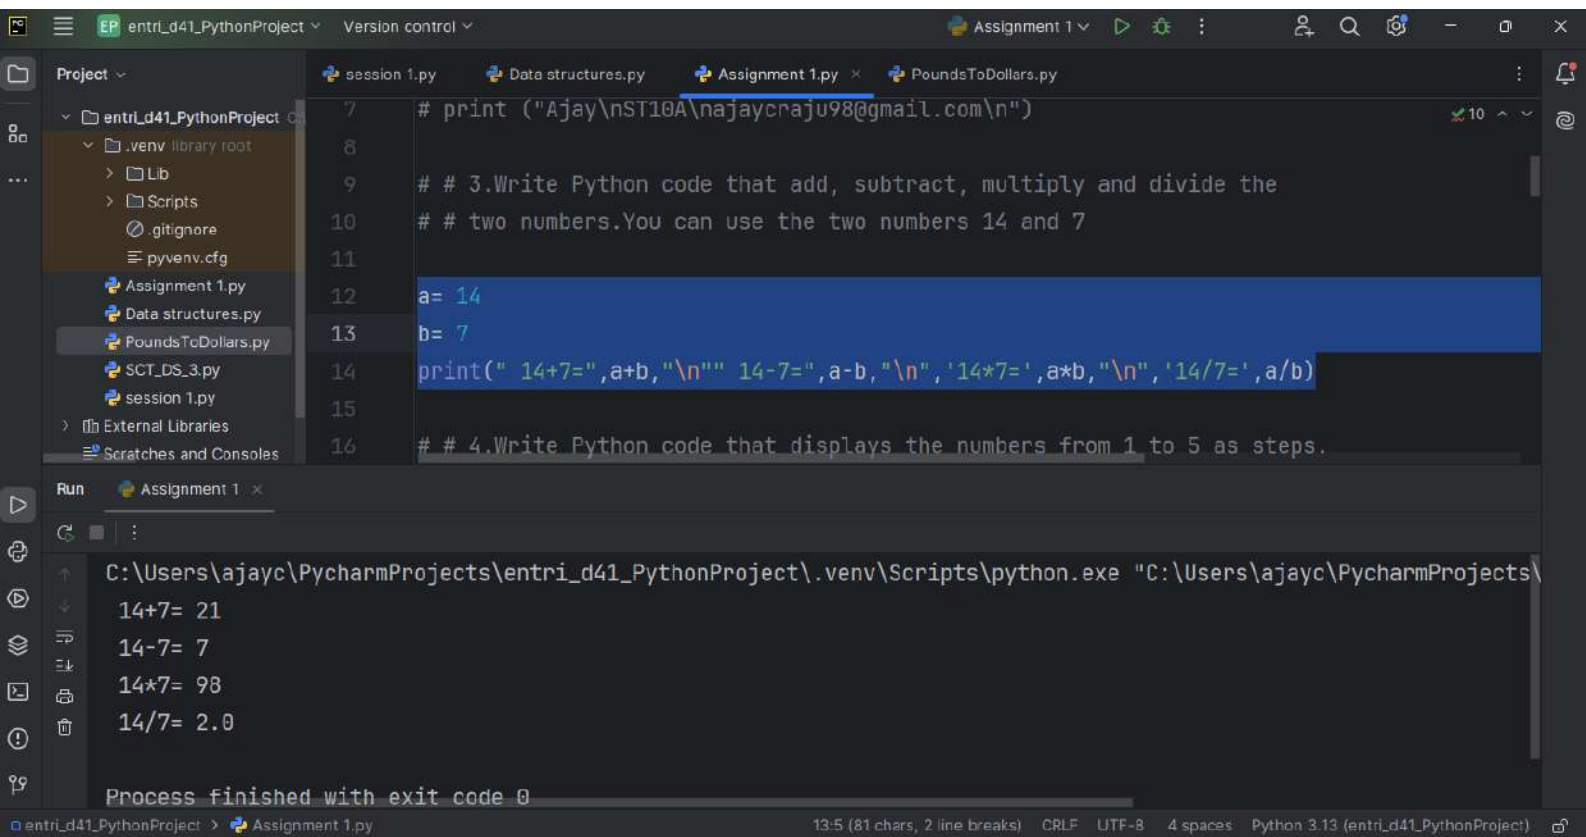 EP entri_d41_PythonProject Version control Assignment 1
Project
session 1.py Data structures.py Assignment 1.py × PoundsToDollars.py
entri_d41_PythonProject
.venv library root
Lib
Scripts
.gitignore
pyvenv.cfg
Assignment 1.py
Data structures.py
PoundsToDollars.py
SCT_DS_3.py
session 1.py
External Libraries
Scratches and Consoles
10
7 # print ("Ajay\nST10A\najaycraju98@gmail.com\n")
8
9 # # 3.Write Python code that add, subtract, multiply and divide the
10 # # two numbers.You can use the two numbers 14 and 7
11
12 a= 14
13 b= 7
14 print(" 14+7=",a+b,"\n"" 14-7=",a-b,"\n",'14*7=',a*b,"\n",'14/7=',a/b)
15
16 # # 4.Write Python code that displays the numbers from 1 to 5 as steps.
Run Assignment 1 ×
C:\Users\ajayc\PycharmProjects\entri_d41_PythonProject\.venv\Scripts\python.exe "C:\Users\ajayc\PycharmProjects\
14+7= 21
14-7= 7
14*7= 98
14/7= 2.0
Process finished with exit code 0
entri_d41_PythonProject > Assignment 1.py 13:5 (81 chars, 2 line breaks) CRLF UTF-8 4 spaces Python 3.13 (entri_d41_PythonProject)